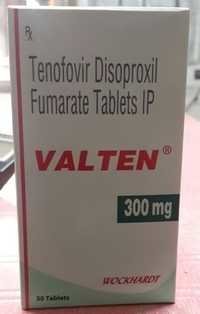 Rx
Tenofovir Disoproxil
Fumarate Tablets IP
VALTEN®
300 mg
30 Tablets
WOCKHARDT